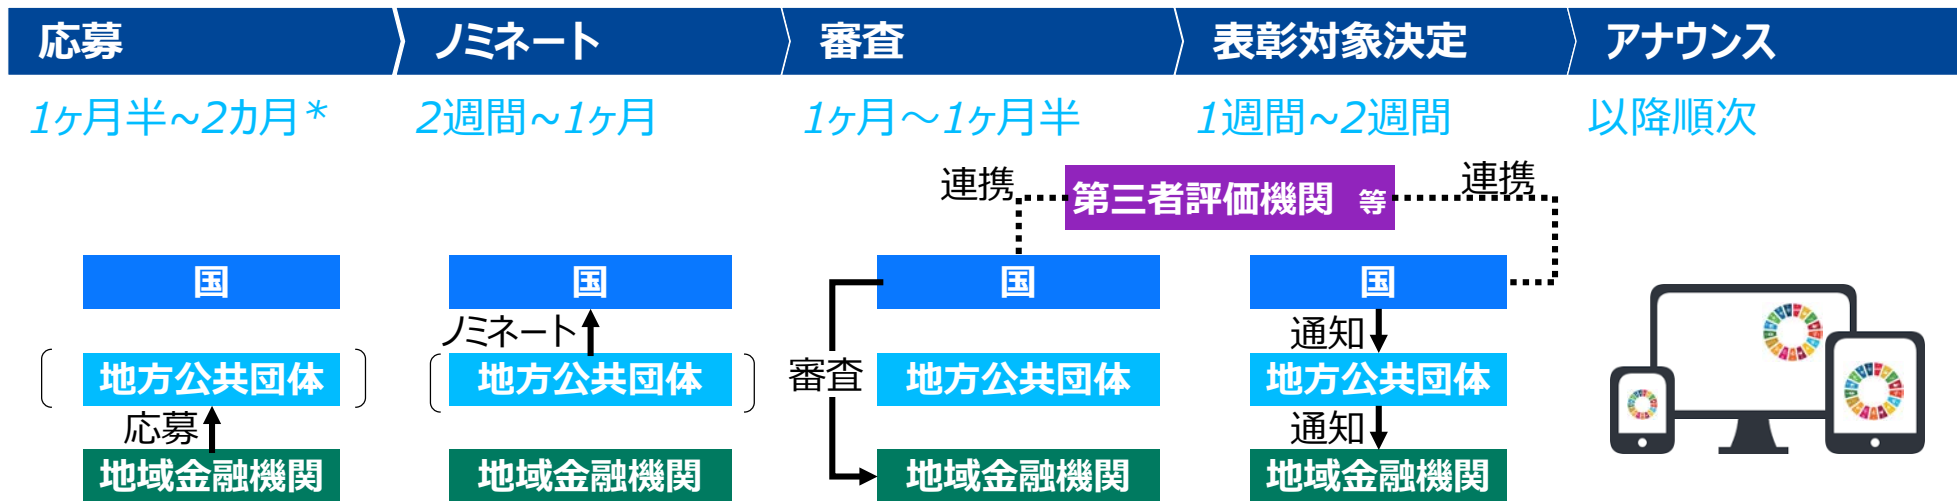 応募
ノミネート
審査
表彰対象決定
アナウンス
1ヶ月半~2カ月*
2週間~1ヶ月
1ヶ月～1ヶ月半
1週間~2週間
以降順次
連携
第三者評価機関 等
連携
国
国
国
国
ノミネート
通知
地方公共団体
地方公共団体
審査
地方公共団体
地方公共団体
応募
通知
地域金融機関
地域金融機関
地域金融機関
地域金融機関